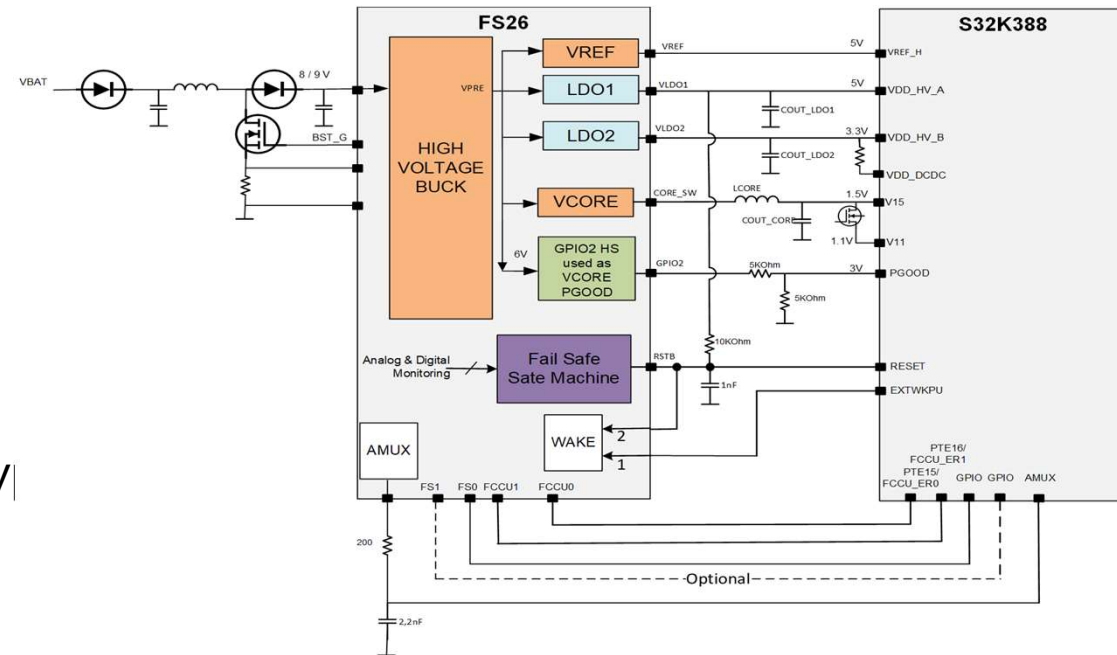 FS26
S32K388
VBAT
8 / 9 V
BST_G
HIGH
VOLTAGE
BUCK
VPRE
6V
VREF
LDO1
LDO2
VCORE
GPIO2 HS
used as
VCORE
PGOOD
VREF
VLDO1
VLDO2
CORE_SW
GPIO2
RSTB
5V
5V
3.3V
1.5V
1.1V
3V
COUT_LDO1
COUT_LDO2
LCORE
COUT_CORE
5KOhm
5KOhm
10KOhm
1nF
VREF_H
VDD_HV_A
VDD_HV_B
VDD_DCDC
V15
V11
PGOOD
RESET
EXTWKPU
Analog & Digital
Monitoring
Fail Safe
Sate Machine
WAKE
2
1
AMUX
FS1
FS0
FCCU1
FCCU0
PTE16/
FCCU_ER1
PTE15/
FCCU_ER0
GPIO
GPIO
AMUX
200
Optional
2,2nF